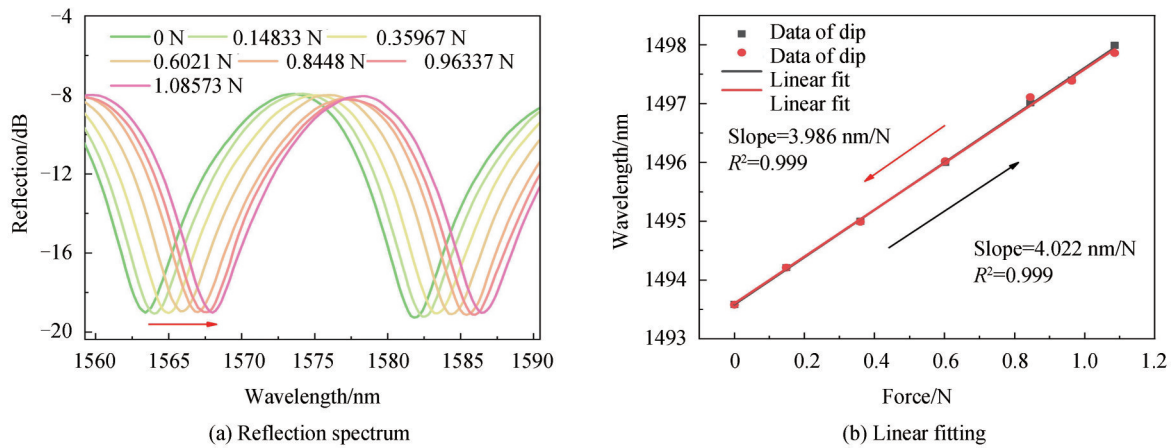 −4
−8
−12
−16
−20
Reflection/dB
0 N 0.14833 N 0.35967 N
0.6021 N 0.8448 N 0.96337 N
1.08573 N
1560 1565 1570 1575 1580 1585 1590
Wavelength/nm
(a) Reflection spectrum
1498
1497
1496
1495
1494
1493
Wavelength/nm
Data of dip
Data of dip
Linear fit
Linear fit
Slope=3.986 nm/N
R²=0.999
Slope=4.022 nm/N
R²=0.999
0 0.2 0.4 0.6 0.8 1.0 1.2
Force/N
(b) Linear fitting